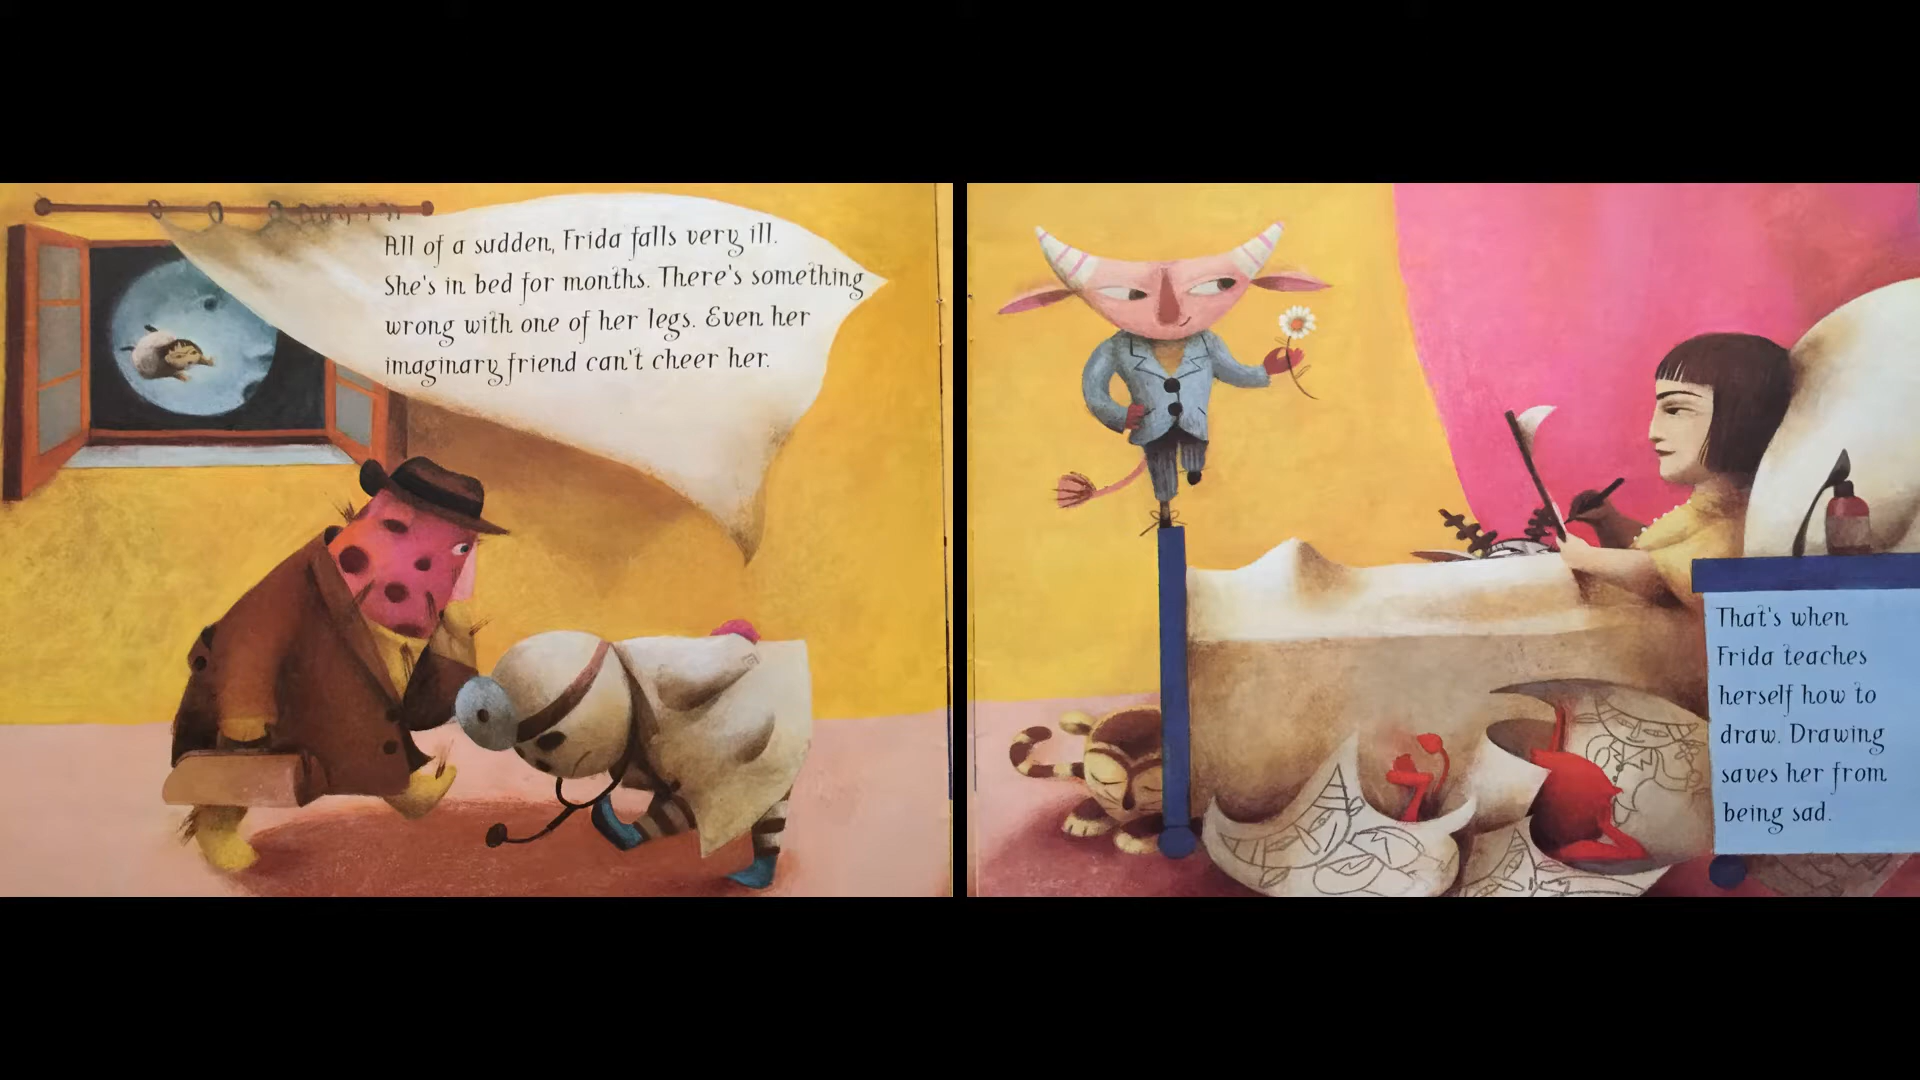 All of a sudden, Frida falls very ill.
She's in bed for months. There's something
wrong with one of her legs. Even her
imaginary friend can't cheer her.
That's when
Frida teaches
herself how to
draw. Drawing
saves her from
being sad.